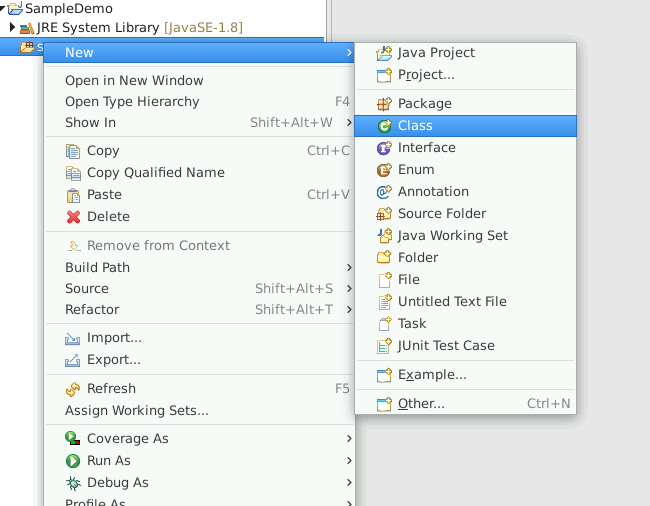 SampleDemo
JRE System Library [JavaSE-1.8]
New
Open in New Window
Open Type Hierarchy F4
Show In Shift+Alt+W
Copy Ctrl+C
Copy Qualified Name
Paste Ctrl+V
Delete
Remove from Context
Build Path
Source Shift+Alt+S
Refactor Shift+Alt+T
Import...
Export...
Refresh F5
Assign Working Sets...
Coverage As
Run As
Debug As
Profile As
Java Project
Project...
Package
Class
Interface
Enum
Annotation
Source Folder
Java Working Set
Folder
File
Untitled Text File
Task
JUnit Test Case
Example...
Other... Ctrl+N